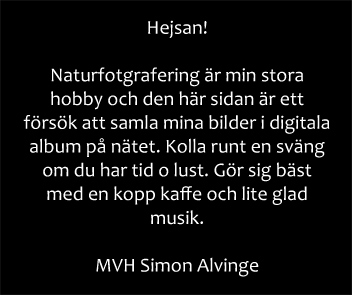 Hejsan!
Naturfotgrafering är min stora
hobby och den här sidan är ett
försök att samla mina bilder i digitala
album på nätet. Kolla runt en sväng
om du har tid o lust. Gör sig bäst
med en kopp kaffe och lite glad
musik.
MVH Simon Alvinge